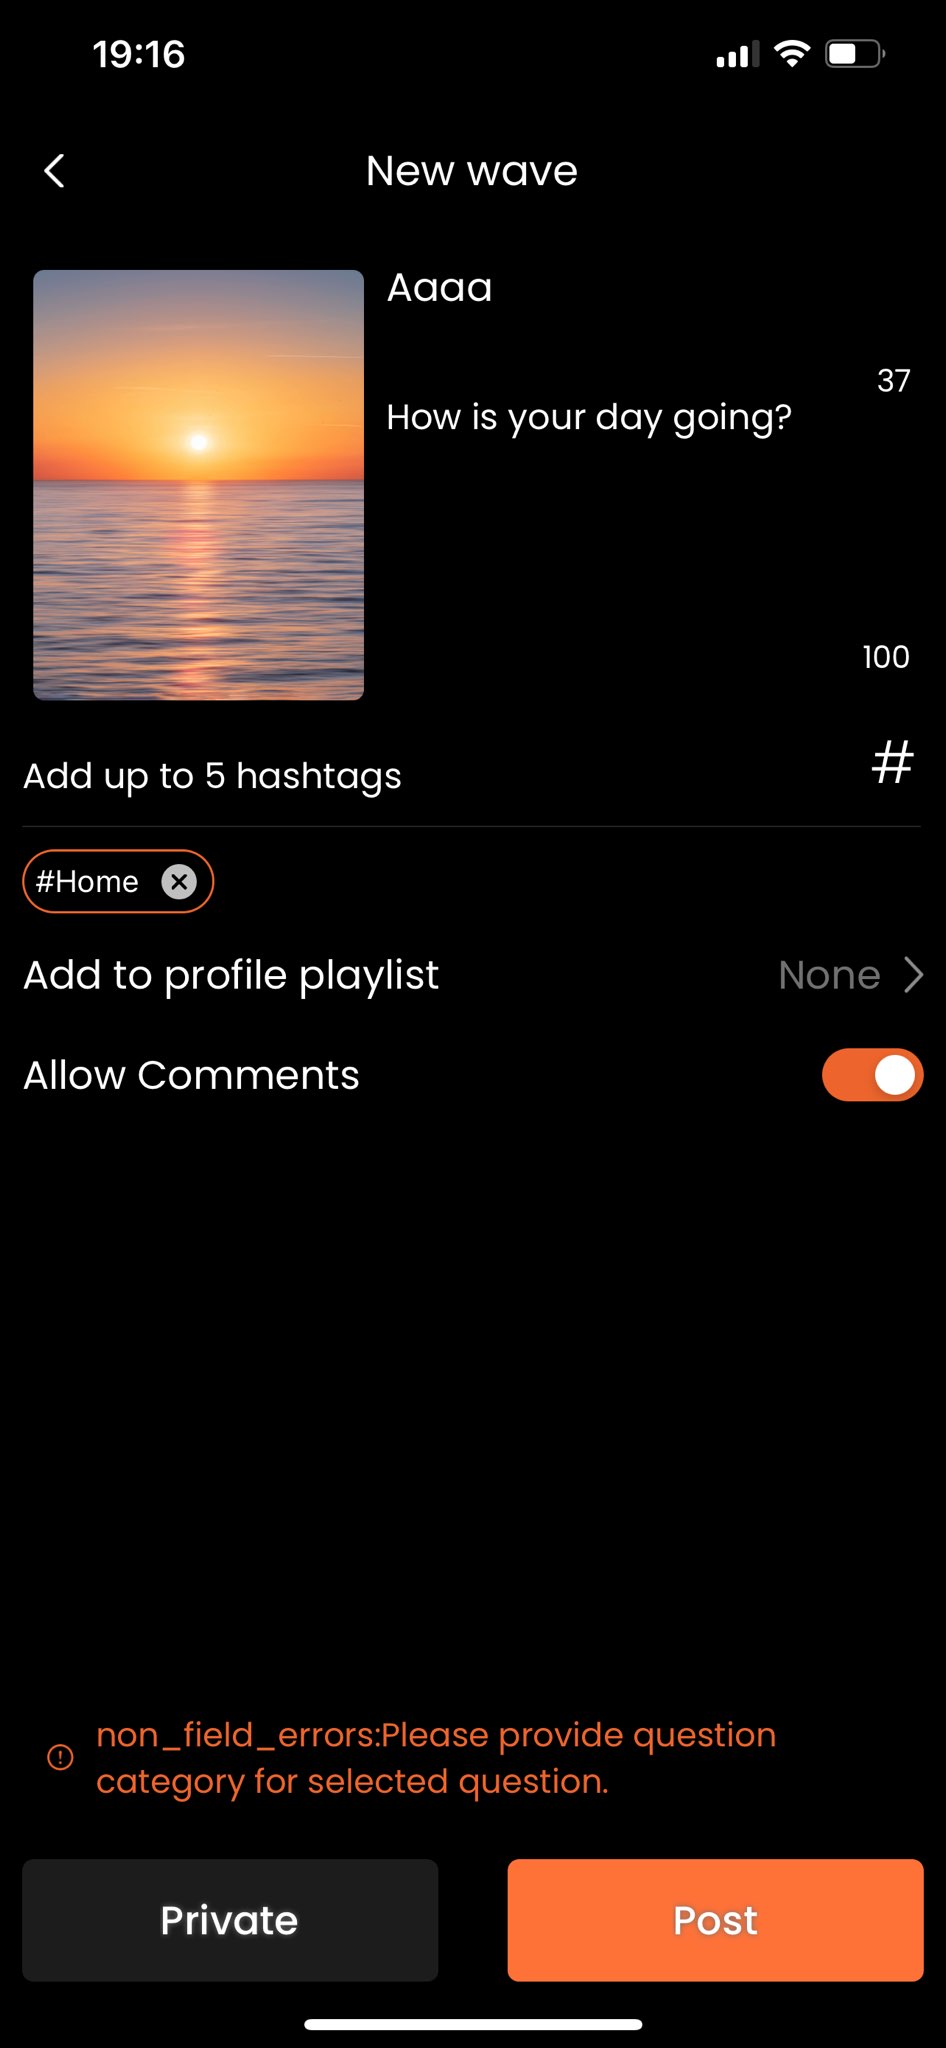 19:16
New wave
Aaaa
37
How is your day going?
100
Add up to 5 hashtags
#
#Home
Add to profile playlist None
Allow Comments
non_field_errors:Please provide question
category for selected question.
Private Post